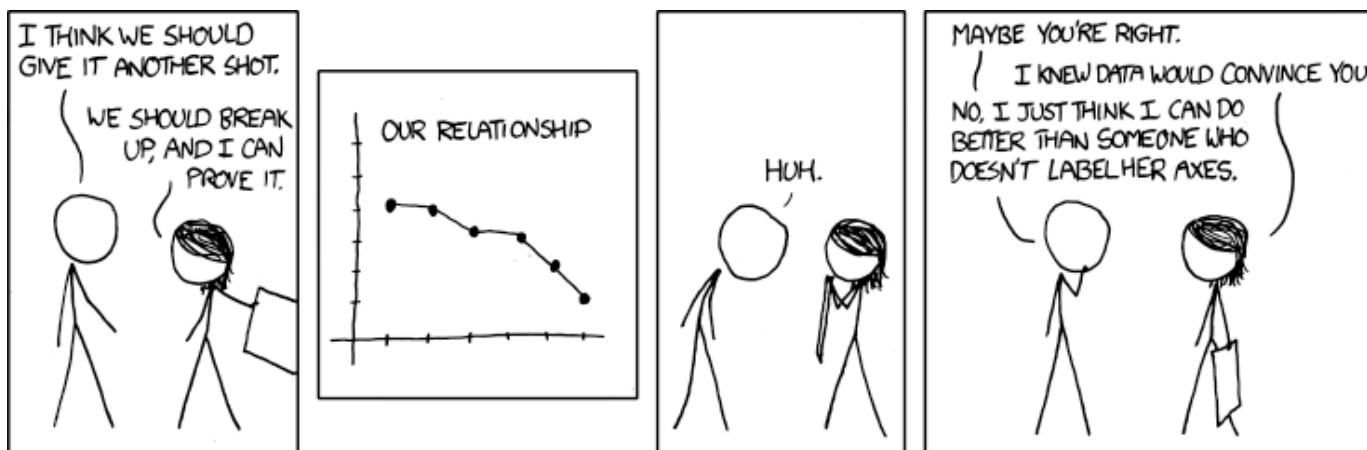 I THINK WE SHOULD
GIVE IT ANOTHER SHOT.
WE SHOULD BREAK
UP, AND I CAN
PROVE IT.
OUR RELATIONSHIP
HUH.
MAYBE YOU'RE RIGHT.
I KNEW DATA WOULD CONVINCE YOU.
NO, I JUST THINK I CAN DO
BETTER THAN SOMEONE WHO
DOESN'T LABEL HER AXES.